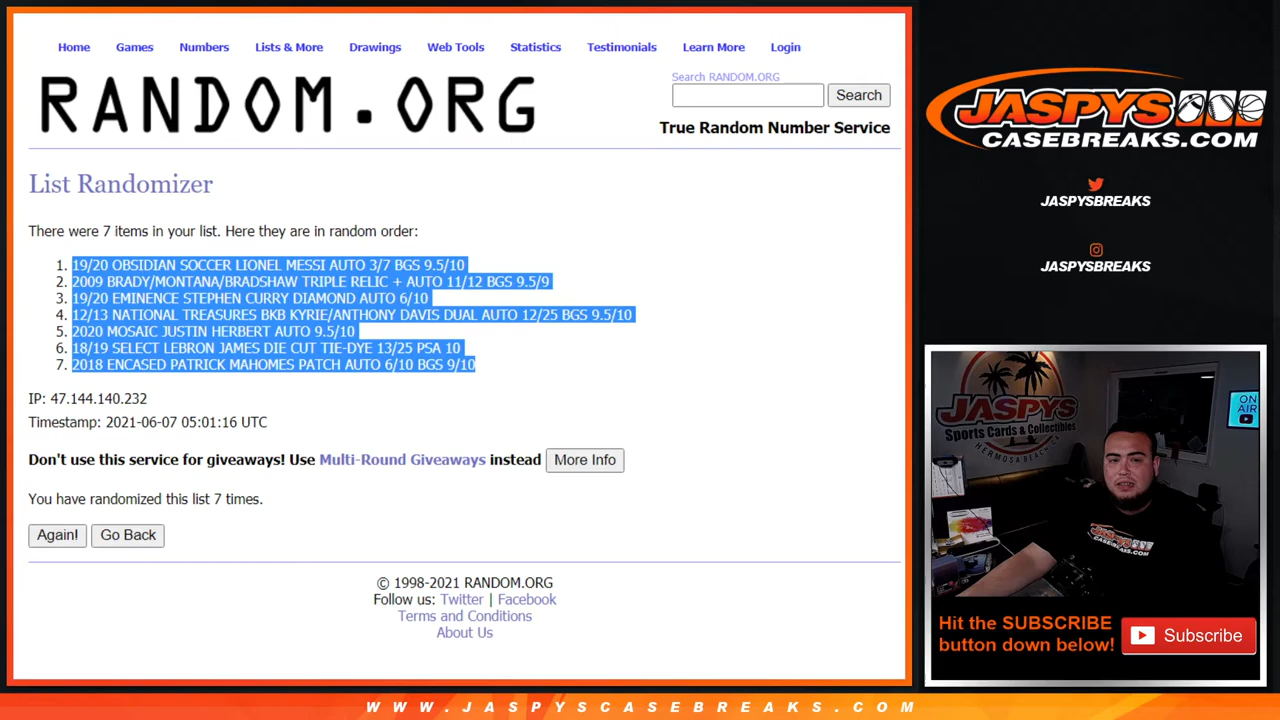 Home Games Numbers Lists & More Drawings Web Tools Statistics Testimonials Learn More Login
RANDOM.ORG
Search RANDOM.ORG
Search
True Random Number Service
List Randomizer
There were 7 items in your list. Here they are in random order:
1. 19/20 OBSIDIAN SOCCER LIONEL MESSI AUTO 3/7 BGS 9.5/10
2. 2009 BRADY/MONTANA/BRADSHAW TRIPLE RELIC + AUTO 11/12 BGS 9.5/9
3. 19/20 EMINENCE STEPHEN CURRY DIAMOND AUTO 6/10
4. 12/13 NATIONAL TREASURES BKB KYRIE/ANTHONY DAVIS DUAL AUTO 12/25 BGS 9.5/10
5. 2020 MOSAIC JUSTIN HERBERT AUTO 9.5/10
6. 18/19 SELECT LEBRON JAMES DIE CUT TIE-DYE 13/25 PSA 10
7. 2018 ENCASED PATRICK MAHOMES PATCH AUTO 6/10 BGS 9/10
IP: 47.144.140.232
Timestamp: 2021-06-07 05:01:16 UTC
Don't use this service for giveaways! Use Multi-Round Giveaways instead More Info
You have randomized this list 7 times.
Again! Go Back
© 1998-2021 RANDOM.ORG
Follow us: Twitter | Facebook
Terms and Conditions
About Us
JASPYS
CASEBREAKS.COM
JASPYSBREAKS
JASPYSBREAKS
JASPYS
Sports Cards & Collectibles
HERMOSA BEACH
ON
AIR
JASPYS
CASEBREAKS.COM
Hit the SUBSCRIBE
button down below!
Subscribe
WWW.JASPYSCASEBREAKS.COM